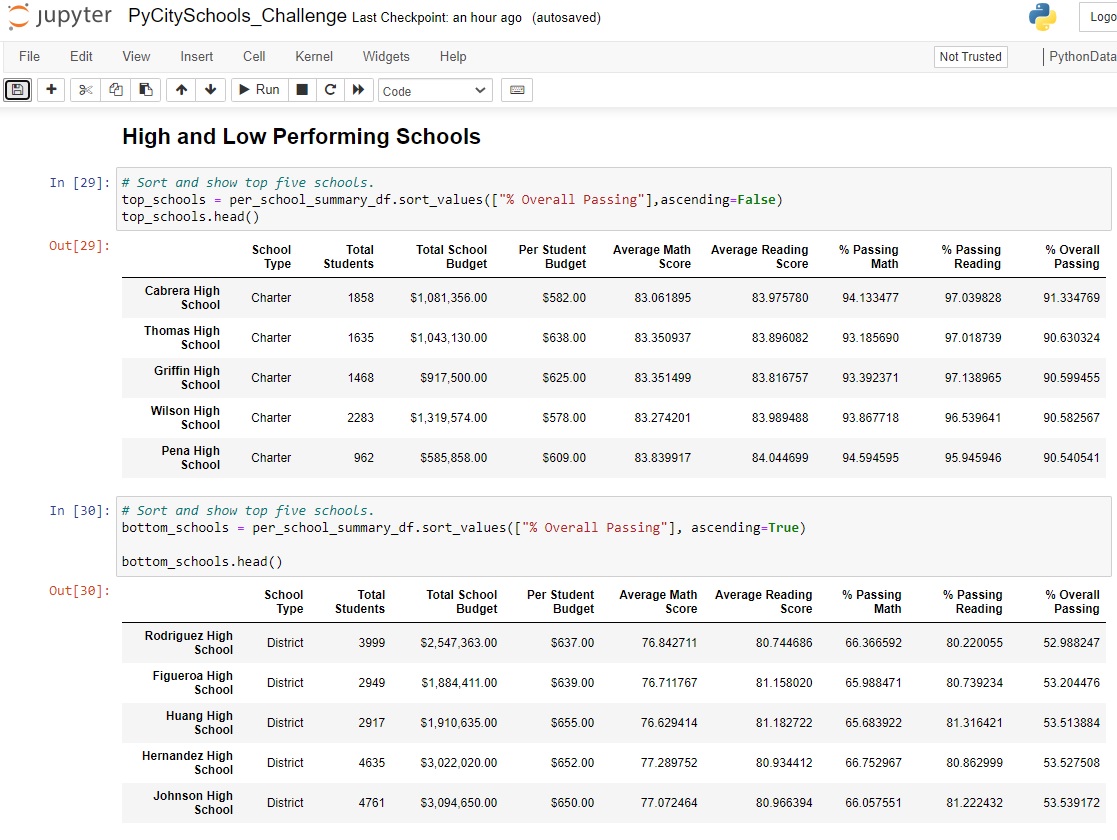 jupyter PyCitySchools_Challenge Last Checkpoint: an hour ago (autosaved)
Logo
File Edit View Insert Cell Kernel Widgets Help Not Trusted PythonData
Run Code
High and Low Performing Schools
In [29]: # Sort and show top five schools.
top_schools = per_school_summary_df.sort_values(["% Overall Passing"],ascending=False)
top_schools.head()
Out[29]:
School Total Total School Per Student Average Math Average Reading % Passing % Passing % Overall
Type Students Budget Budget Score Score Math Reading Passing
Cabrera High
School Charter 1858 $1,081,356.00 $582.00 83.061895 83.975780 94.133477 97.039828 91.334769
Thomas High
School Charter 1635 $1,043,130.00 $638.00 83.350937 83.896082 93.185690 97.018739 90.630324
Griffin High
School Charter 1468 $917,500.00 $625.00 83.351499 83.816757 93.392371 97.138965 90.599455
Wilson High
School Charter 2283 $1,319,574.00 $578.00 83.274201 83.989488 93.867718 96.539641 90.582567
Pena High
School Charter 962 $585,858.00 $609.00 83.839917 84.044699 94.594595 95.945946 90.540541
In [30]: # Sort and show top five schools.
bottom_schools = per_school_summary_df.sort_values(["% Overall Passing"], ascending=True)
bottom_schools.head()
Out[30]:
School Total Total School Per Student Average Math Average Reading % Passing % Passing % Overall
Type Students Budget Budget Score Score Math Reading Passing
Rodriguez High
School District 3999 $2,547,363.00 $637.00 76.842711 80.744686 66.366592 80.220055 52.988247
Figueroa High
School District 2949 $1,884,411.00 $639.00 76.711767 81.158020 65.988471 80.739234 53.204476
Huang High
School District 2917 $1,910,635.00 $655.00 76.629414 81.182722 65.683922 81.316421 53.513884
Hernandez High
School District 4635 $3,022,020.00 $652.00 77.289752 80.934412 66.752967 80.862999 53.527508
Johnson High
School District 4761 $3,094,650.00 $650.00 77.072464 80.966394 66.057551 81.222432 53.539172